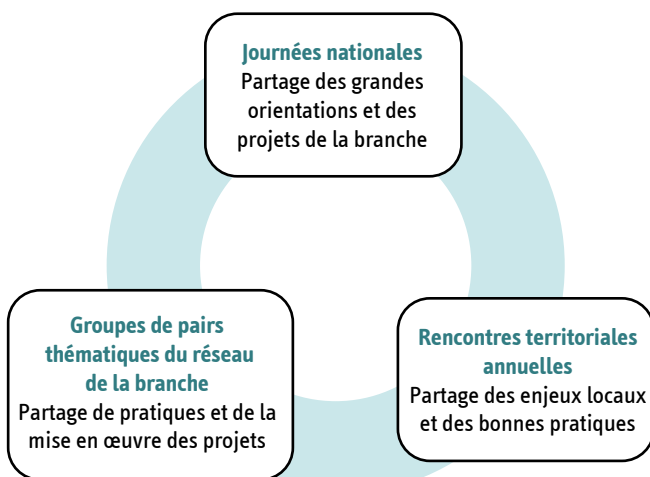 Journées nationales
Partage des grandes
orientations et des
projets de la branche
Groupes de pairs
thématiques du réseau
de la branche
Partage de pratiques et de la
mise en œuvre des projets
Rencontres territoriales
annuelles
Partage des enjeux locaux
et des bonnes pratiques